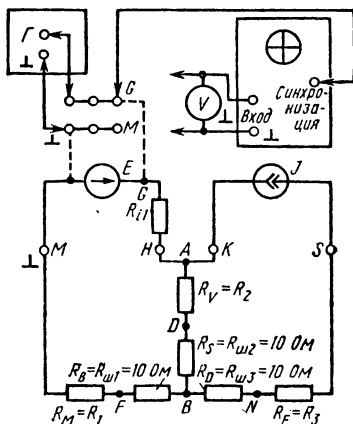 Г
⊥
G
⊥ M
V
Вход
⊥ ⊥
Синхро-
низа-
ция
E
G
J
R_i1
M
⊥
H A K
S
R_V = R_2
D
R_S = R_ш2 = 10 Ом
R_B = R_ш1 = 10 Ом
R_D = R_ш3 = 10 Ом
F B N
R_M = R_1
R_F = R_3